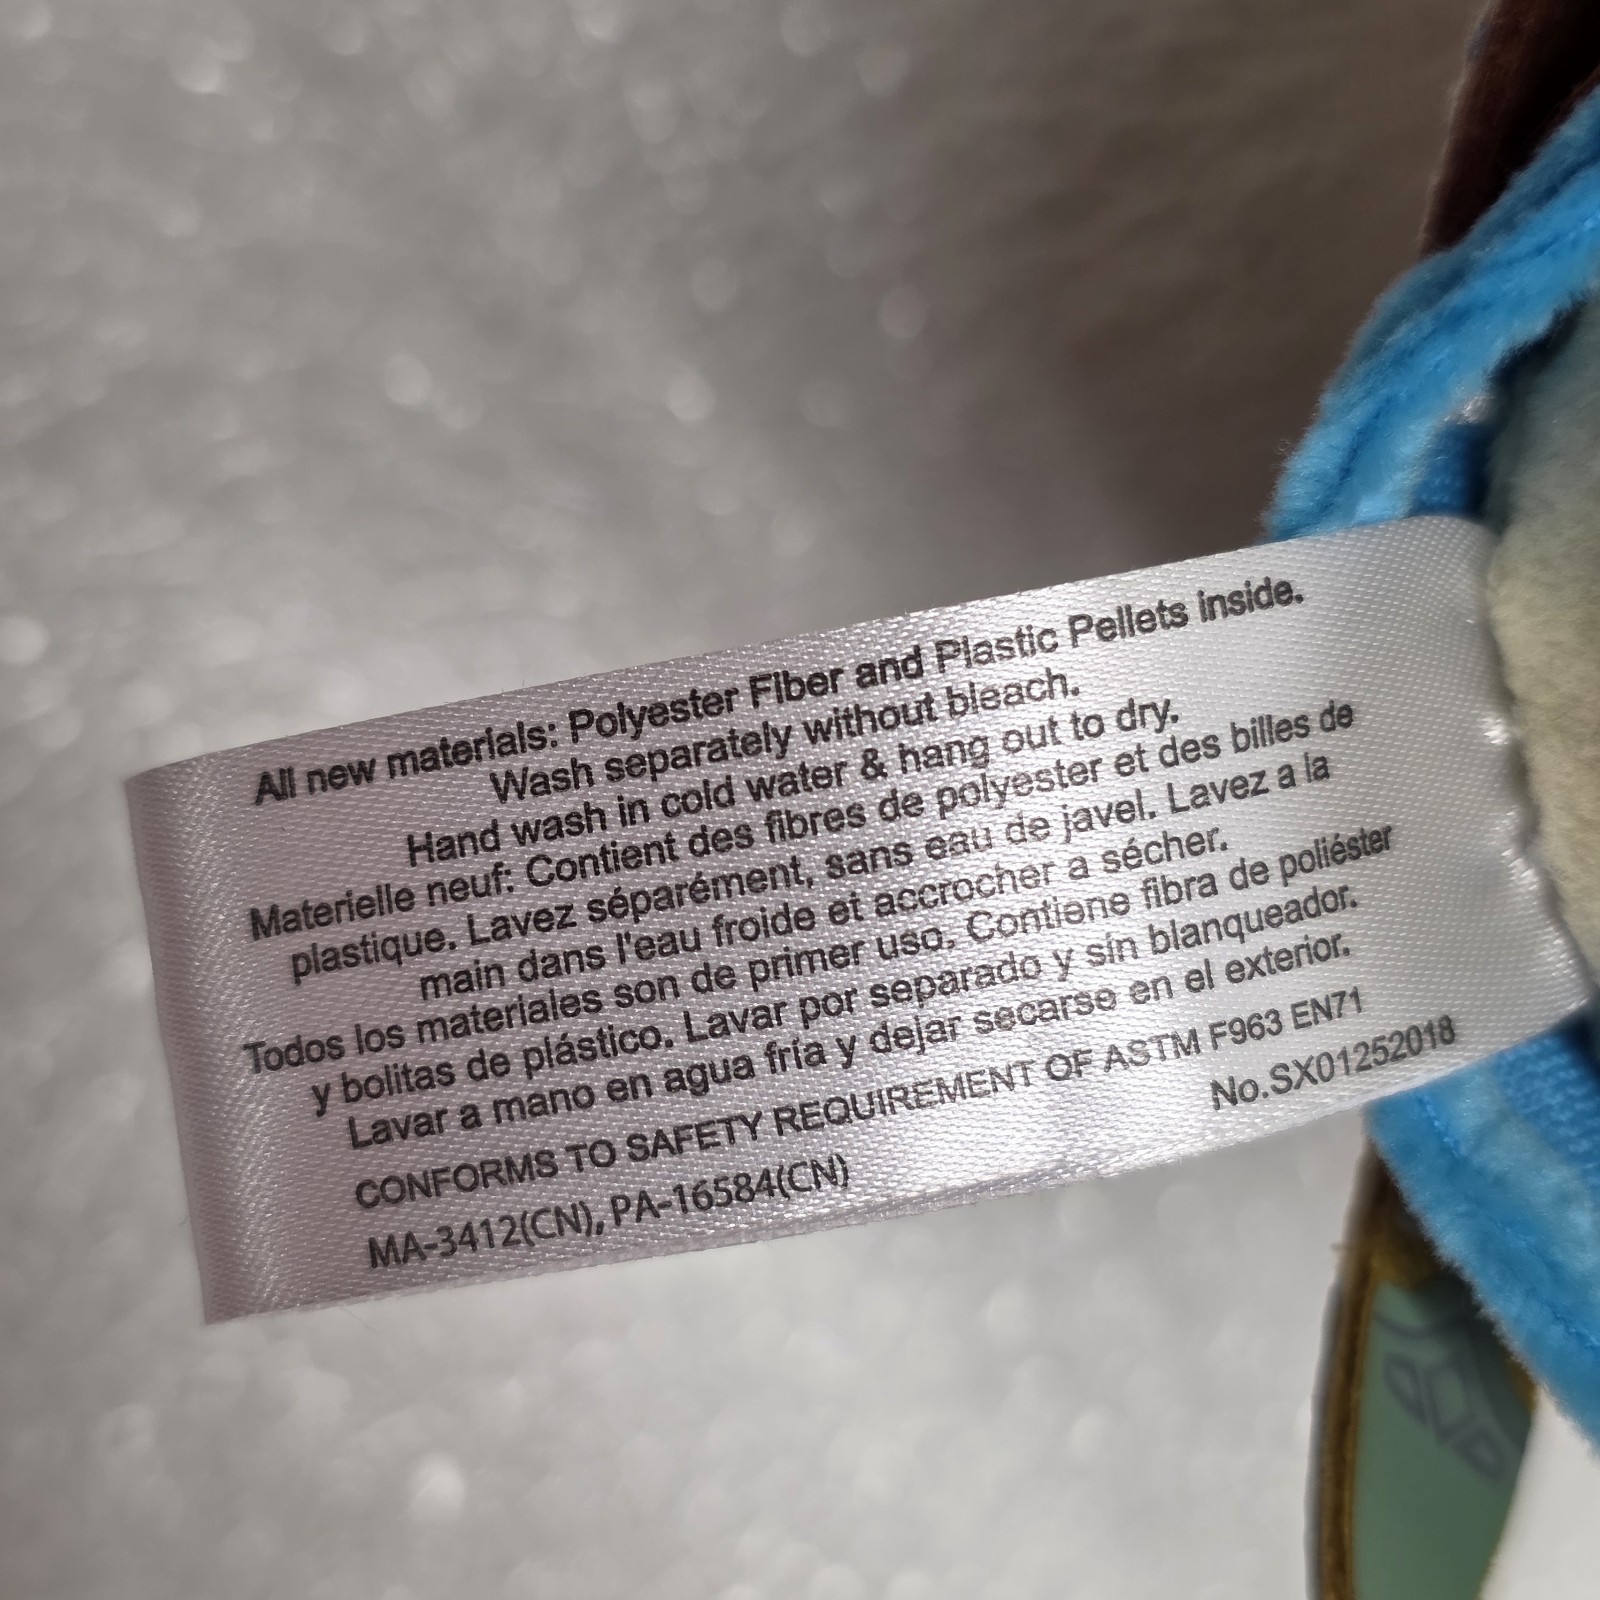 All new materials: Polyester Fiber and Plastic Pellets inside.
Wash separately without bleach.
Hand wash in cold water & hang out to dry.
Materielle neuf: Contient des fibres de polyester et des billes de
plastique. Lavez séparément, sans eau de javel. Lavez a la
main dans l'eau froide et accrocher a sécher.
Todos los materiales son de primer uso. Contiene fibra de poliéster
y bolitas de plástico. Lavar por separado y sin blanqueador.
Lavar a mano en agua fría y dejar secarse en el exterior.
CONFORMS TO SAFETY REQUIREMENT OF ASTM F963 EN71
MA-3412(CN), PA-16584(CN)
No.SX01252018